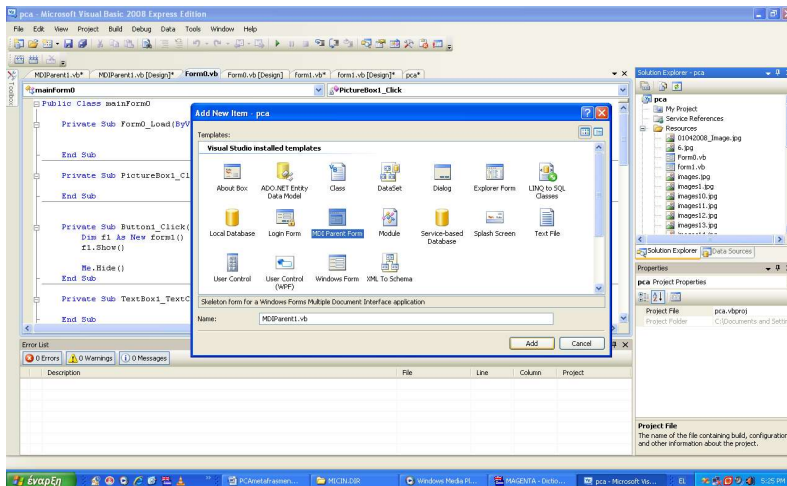 pca - Microsoft Visual Basic 2008 Express Edition
File Edit View Project Build Debug Data Tools Window Help
MDIParent1.vb* MDIParent1.vb [Design]* Form0.vb Form0.vb [Design] form1.vb* form1.vb [Design]* pca*
Toolbox
mainForm0 PictureBox1_Click
Public Class mainForm0
Private Sub Form0_Load(ByV
End Sub
Private Sub PictureBox1_Cl
End Sub
Private Sub Button1_Click(
Dim f1 As New form1()
f1.Show()
Me.Hide()
End Sub
Private Sub TextBox1_TextC
End Sub
Add New Item - pca
Templates:
Visual Studio installed templates
About Box ADO.NET Entity Data Model Class DataSet Dialog Explorer Form LINQ to SQL Classes
Local Database Login Form MDI Parent Form Module Service-based Database Splash Screen Text File
User Control User Control (WPF) Windows Form XML To Schema
Skeleton form for a Windows Forms Multiple Document Interface application
Name: MDIParent1.vb
Add Cancel
Solution Explorer - pca
pca
My Project
Service References
Resources
01042008_Image.jpg
6.jpg
Form0.vb
form1.vb
images.jpg
images1.jpg
images10.jpg
images11.jpg
images12.jpg
images13.jpg
Solution Explorer Data Sources
Properties
pca Project Properties
Project File pca.vbproj
Project Folder C:\Documents and Settin
Project File
The name of the file containing build, configuration and other information about the project.
Error List
0 Errors 0 Warnings 0 Messages
Description File Line Column Project
έναρξη PCAmetafrasmen... MICIN.DIR Windows Media Pl... MAGENTA - Dictio... pca - Microsoft Vis... EL 5:25 PM